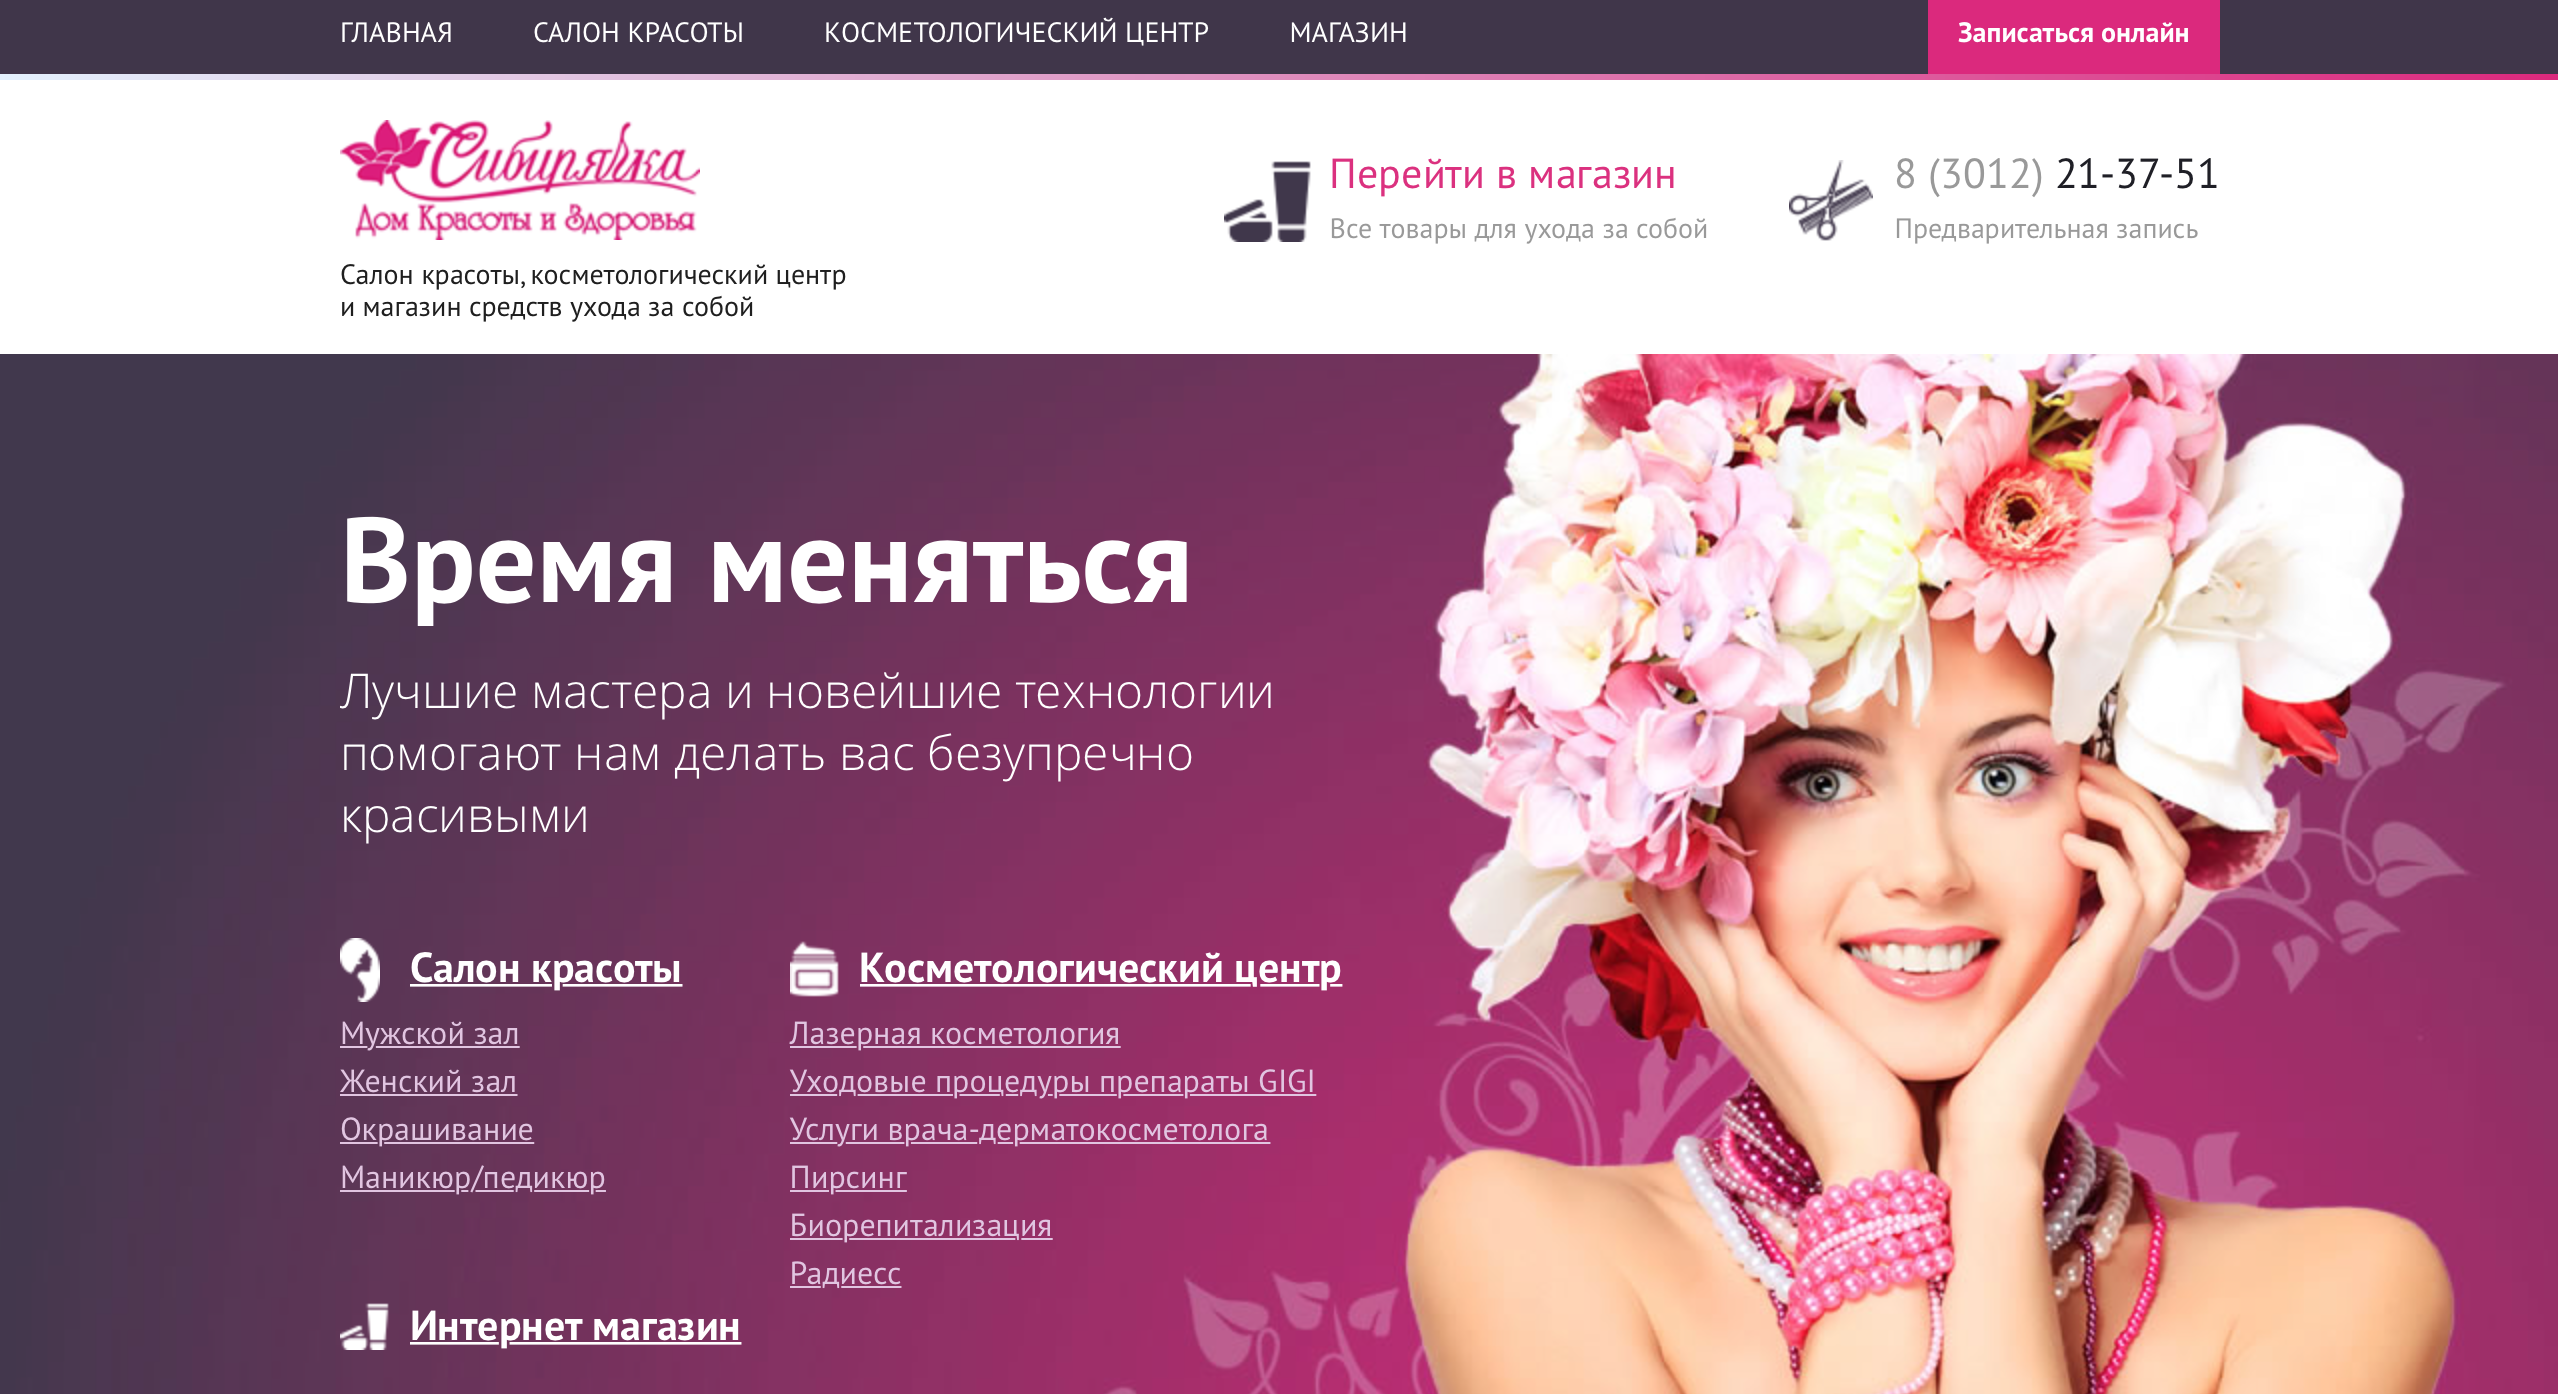 ГЛАВНАЯ
САЛОН КРАСОТЫ
КОСМЕТОЛОГИЧЕСКИЙ ЦЕНТР
МАГАЗИН
Записаться онлайн
Сибирячка
Дом Красоты и Здоровья
Салон красоты, косметологический центр
и магазин средств ухода за собой
Перейти в магазин
Все товары для ухода за собой
8 (3012) 21-37-51
Предварительная запись
Время меняться
Лучшие мастера и новейшие технологии
помогают нам делать вас безупречно
красивыми
Салон красоты
Мужской зал
Женский зал
Окрашивание
Маникюр/педикюр
Косметологический центр
Лазерная косметология
Уходовые процедуры препараты GIGI
Услуги врача-дерматокосметолога
Пирсинг
Биорепитализация
Радиесс
Интернет магазин